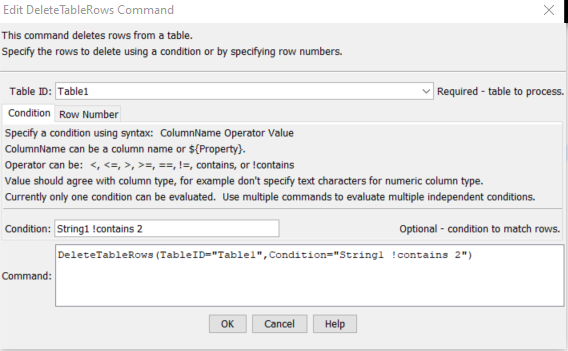 Edit DeleteTableRows Command
This command deletes rows from a table.
Specify the rows to delete using a condition or by specifying row numbers.
Table ID: Table1 Required - table to process.
Condition Row Number
Specify a condition using syntax: ColumnName Operator Value
ColumnName can be a column name or ${Property}.
Operator can be: <, <=, >, >=, ==, !=, contains, or !contains
Value should agree with column type, for example don't specify text characters for numeric column type.
Currently only one condition can be evaluated. Use multiple commands to evaluate multiple independent conditions.
Condition: String1 !contains 2 Optional - condition to match rows.
Command: DeleteTableRows(TableID="Table1",Condition="String1 !contains 2")
OK Cancel Help